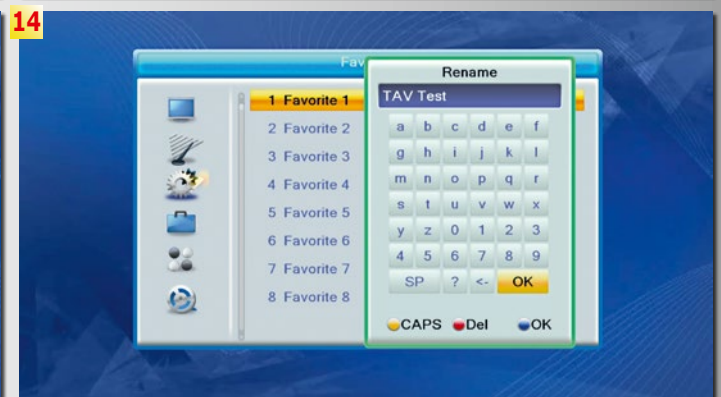 14
Fav
Rename
TAV Test
1 Favorite 1
2 Favorite 2
3 Favorite 3
4 Favorite 4
5 Favorite 5
6 Favorite 6
7 Favorite 7
8 Favorite 8
a b c d e f
g h i j k l
m n o p q r
s t u v w x
y z 0 1 2 3
4 5 6 7 8 9
SP ? <- OK
CAPS Del OK